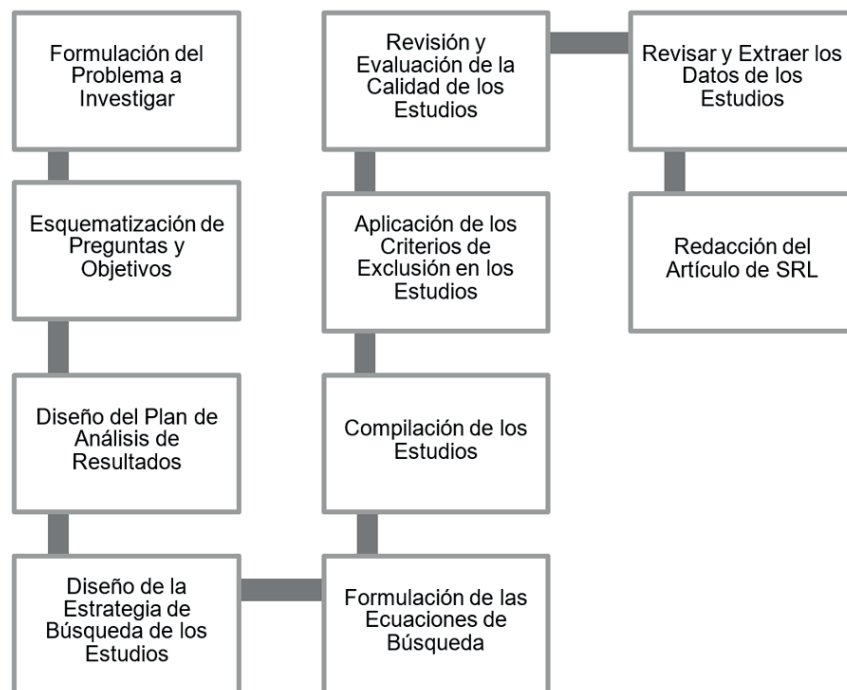 Formulación del
Problema a
Investigar
Esquematización de
Preguntas y
Objetivos
Diseño del Plan de
Análisis de
Resultados
Diseño de la
Estrategia de
Búsqueda de los
Estudios
Formulación de las
Ecuaciones de
Búsqueda
Compilación de los
Estudios
Aplicación de los
Criterios de
Exclusión en los
Estudios
Revisión y
Evaluación de la
Calidad de los
Estudios
Revisar y Extraer los
Datos de los
Estudios
Redacción del
Artículo de SRL